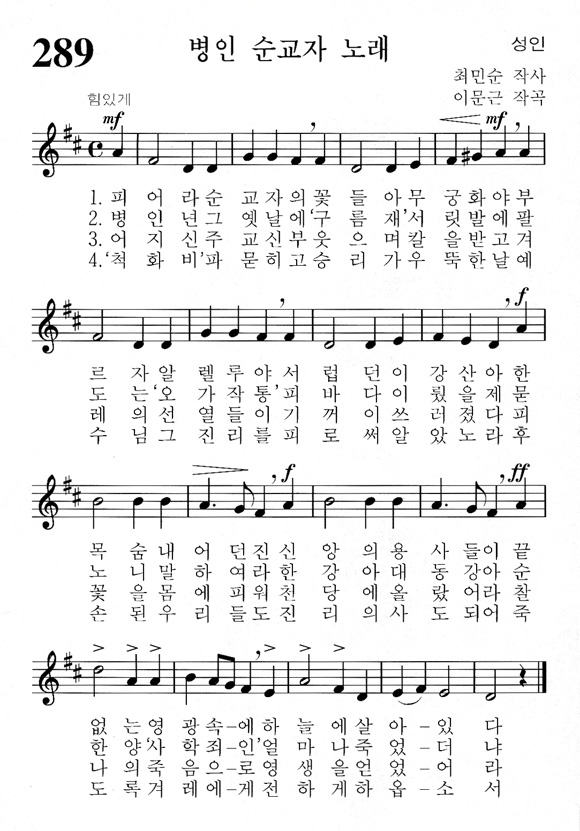 289 병인 순교자 노래 성인
최민순 작사
힘있게 이문근 작곡
mf mf
1. 피 어 라 순 교 자 의 꽃 들 아 무 궁 화 야 부
2. 병 인 년 그 옛 날 에 ‘구 름 재’ 서 릿 발 에 팔
3. 어 지 신 주 교 신 부 웃 으 며 칼 을 받 고 겨
4. ‘척 화 비’ 파 묻 히 고 승 리 가 우 뚝 한 날 예
f
르 자 알 렐 루 야 서 럽 던 이 강 산 아 한
도 는 ‘오 가 작 통’ 피 바 다 이 뤘 을 제 묻
레 의 선 열 들 이 기 꺼 이 쓰 러 졌 다 피
수 님 그 진 리 를 피 로 써 알 았 노 라 후
f ff
목 숨 내 어 던 진 신 앙 의 용 사 들 이 끝
노 니 말 하 여 라 한 강 아 대 동 강 아 순
꽃 을 몸 에 피 워 천 당 에 올 랐 어 라 찰
손 된 우 리 들 도 진 리 의 사 도 되 어 죽
없 는 영 광 속 – 에 하 늘 에 살 아 – 있 다
한 양 ‘사 학 죄 – 인’ 얼 마 나 죽 었 – 더 냐
나 의 죽 음 으 – 로 영 생 을 얻 었 – 어 라
도 록 겨 레 에 – 게 전 하 게 하 옵 – 소 서